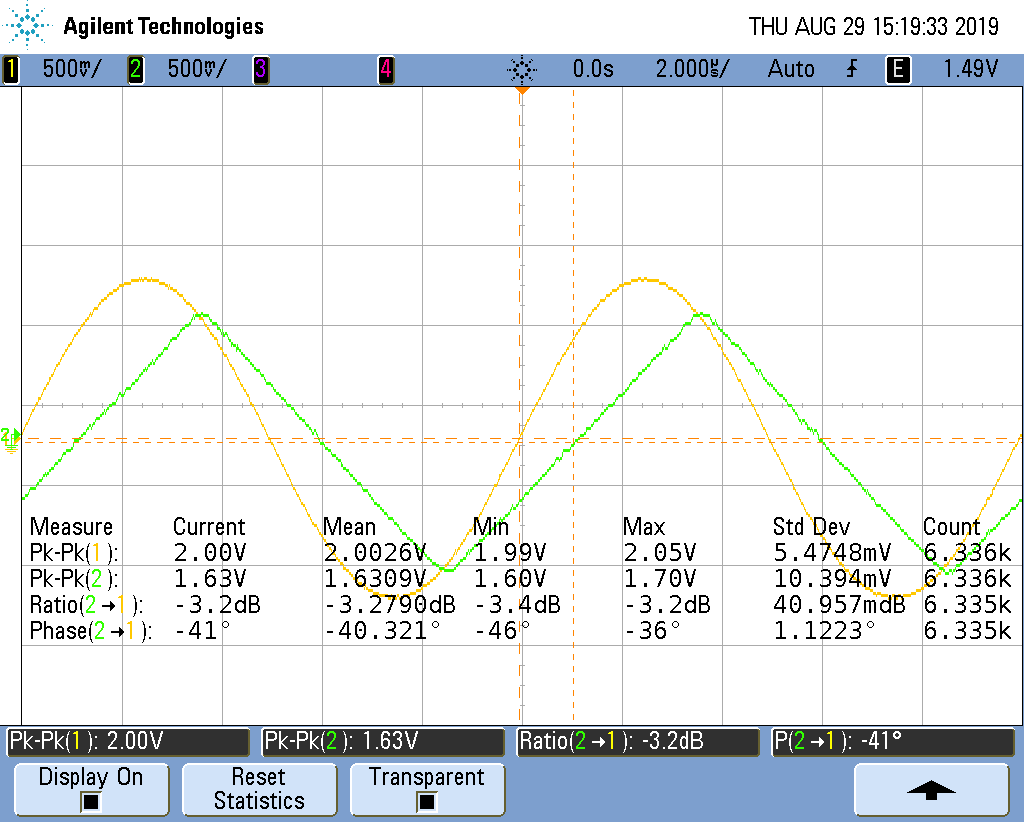 Agilent Technologies THU AUG 29 15:19:33 2019
1 500mV/ 2 500mV/ 3 4 0.0s 2.000µs/ Auto E 1.49V
2
Measure Current Mean Min Max Std Dev Count
Pk-Pk(1): 2.00V 2.0026V 1.99V 2.05V 5.4748mV 6.336k
Pk-Pk(2): 1.63V 1.6309V 1.60V 1.70V 10.394mV 6.336k
Ratio(2→1): -3.2dB -3.2790dB -3.4dB -3.2dB 40.957mdB 6.335k
Phase(2→1): -41° -40.321° -46° -36° 1.1223° 6.335k
Pk-Pk(1): 2.00V Pk-Pk(2): 1.63V Ratio(2→1): -3.2dB P(2→1): -41°
Display On Reset Statistics Transparent